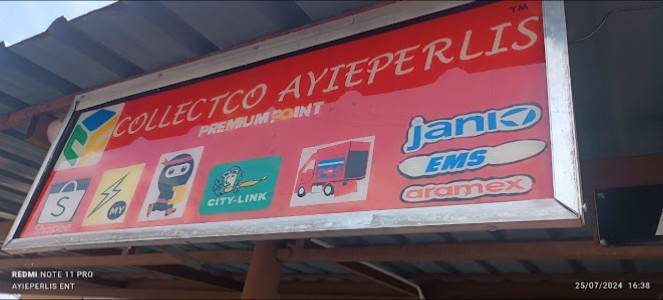 COLLECTCO AYIEPERLIS
TM
PREMIUM POINT
janio
EMS
aramex
S
Shopee
MY
CITY-LINK
REDMI NOTE 11 PRO
AYIEPERLIS ENT
25/07/2024 16:38